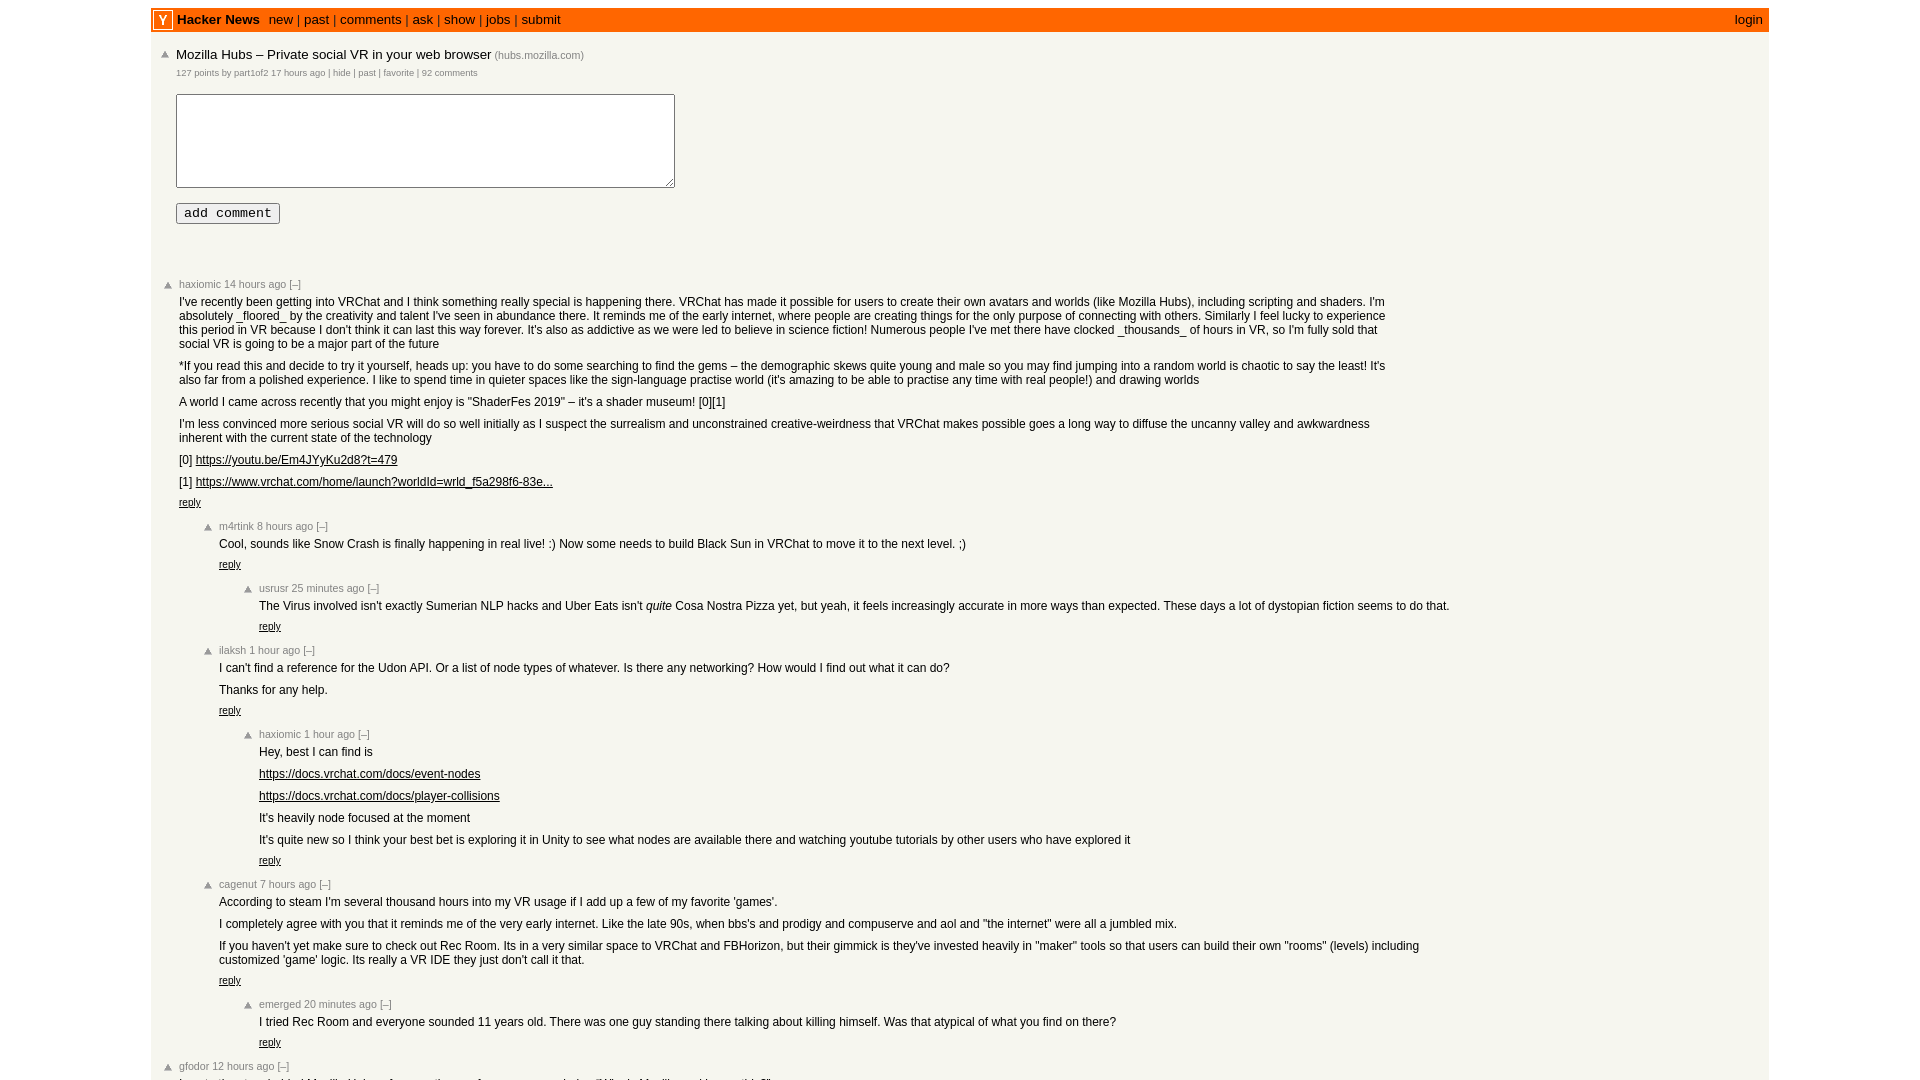 Y Hacker News new | past | comments | ask | show | jobs | submit login
Mozilla Hubs – Private social VR in your web browser (hubs.mozilla.com)
127 points by part1of2 17 hours ago | hide | past | favorite | 92 comments
add comment
haxiomic 14 hours ago [–]
I've recently been getting into VRChat and I think something really special is happening there. VRChat has made it possible for users to create their own avatars and worlds (like Mozilla Hubs), including scripting and shaders. I'm
absolutely _floored_ by the creativity and talent I've seen in abundance there. It reminds me of the early internet, where people are creating things for the only purpose of connecting with others. Similarly I feel lucky to experience
this period in VR because I don't think it can last this way forever. It's also as addictive as we were led to believe in science fiction! Numerous people I've met there have clocked _thousands_ of hours in VR, so I'm fully sold that
social VR is going to be a major part of the future
*If you read this and decide to try it yourself, heads up: you have to do some searching to find the gems – the demographic skews quite young and male so you may find jumping into a random world is chaotic to say the least! It's
also far from a polished experience. I like to spend time in quieter spaces like the sign-language practise world (it's amazing to be able to practise any time with real people!) and drawing worlds
A world I came across recently that you might enjoy is "ShaderFes 2019" – it's a shader museum! [0][1]
I'm less convinced more serious social VR will do so well initially as I suspect the surrealism and unconstrained creative-weirdness that VRChat makes possible goes a long way to diffuse the uncanny valley and awkwardness
inherent with the current state of the technology
[0] https://youtu.be/Em4JYyKu2d8?t=479
[1] https://www.vrchat.com/home/launch?worldId=wrld_f5a298f6-83e...
reply
m4rtink 8 hours ago [–]
Cool, sounds like Snow Crash is finally happening in real live! :) Now some needs to build Black Sun in VRChat to move it to the next level. ;)
reply
usrusr 25 minutes ago [–]
The Virus involved isn't exactly Sumerian NLP hacks and Uber Eats isn't quite Cosa Nostra Pizza yet, but yeah, it feels increasingly accurate in more ways than expected. These days a lot of dystopian fiction seems to do that.
reply
ilaksh 1 hour ago [–]
I can't find a reference for the Udon API. Or a list of node types of whatever. Is there any networking? How would I find out what it can do?
Thanks for any help.
reply
haxiomic 1 hour ago [–]
Hey, best I can find is
https://docs.vrchat.com/docs/event-nodes
https://docs.vrchat.com/docs/player-collisions
It's heavily node focused at the moment
It's quite new so I think your best bet is exploring it in Unity to see what nodes are available there and watching youtube tutorials by other users who have explored it
reply
cagenut 7 hours ago [–]
According to steam I'm several thousand hours into my VR usage if I add up a few of my favorite 'games'.
I completely agree with you that it reminds me of the very early internet. Like the late 90s, when bbs's and prodigy and compuserve and aol and "the internet" were all a jumbled mix.
If you haven't yet make sure to check out Rec Room. Its in a very similar space to VRChat and FBHorizon, but their gimmick is they've invested heavily in "maker" tools so that users can build their own "rooms" (levels) including
customized 'game' logic. Its really a VR IDE they just don't call it that.
reply
emerged 20 minutes ago [–]
I tried Rec Room and everyone sounded 11 years old. There was one guy standing there talking about killing himself. Was that atypical of what you find on there?
reply
gfodor 12 hours ago [–]